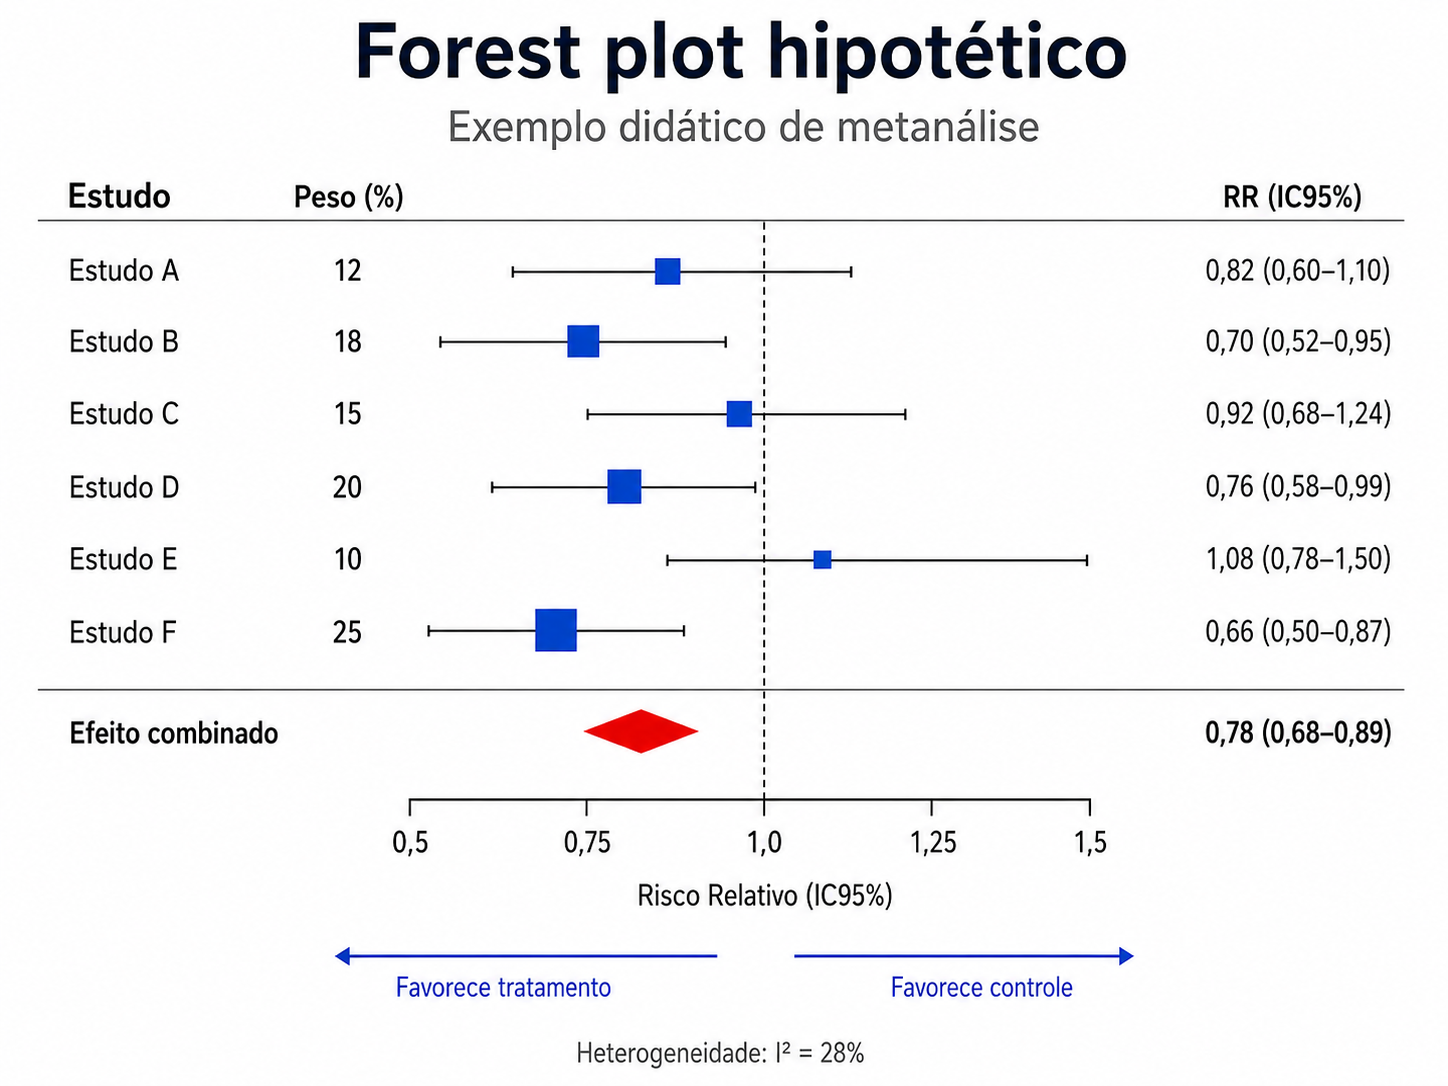 Forest plot hipotético
Exemplo didático de metanálise
Estudo Peso (%) RR (IC95%)
Estudo A 12 0,82 (0,60–1,10)
Estudo B 18 0,70 (0,52–0,95)
Estudo C 15 0,92 (0,68–1,24)
Estudo D 20 0,76 (0,58–0,99)
Estudo E 10 1,08 (0,78–1,50)
Estudo F 25 0,66 (0,50–0,87)
Efeito combinado 0,78 (0,68–0,89)
0,5 0,75 1,0 1,25 1,5
Risco Relativo (IC95%)
Favorece tratamento Favorece controle
Heterogeneidade: I² = 28%